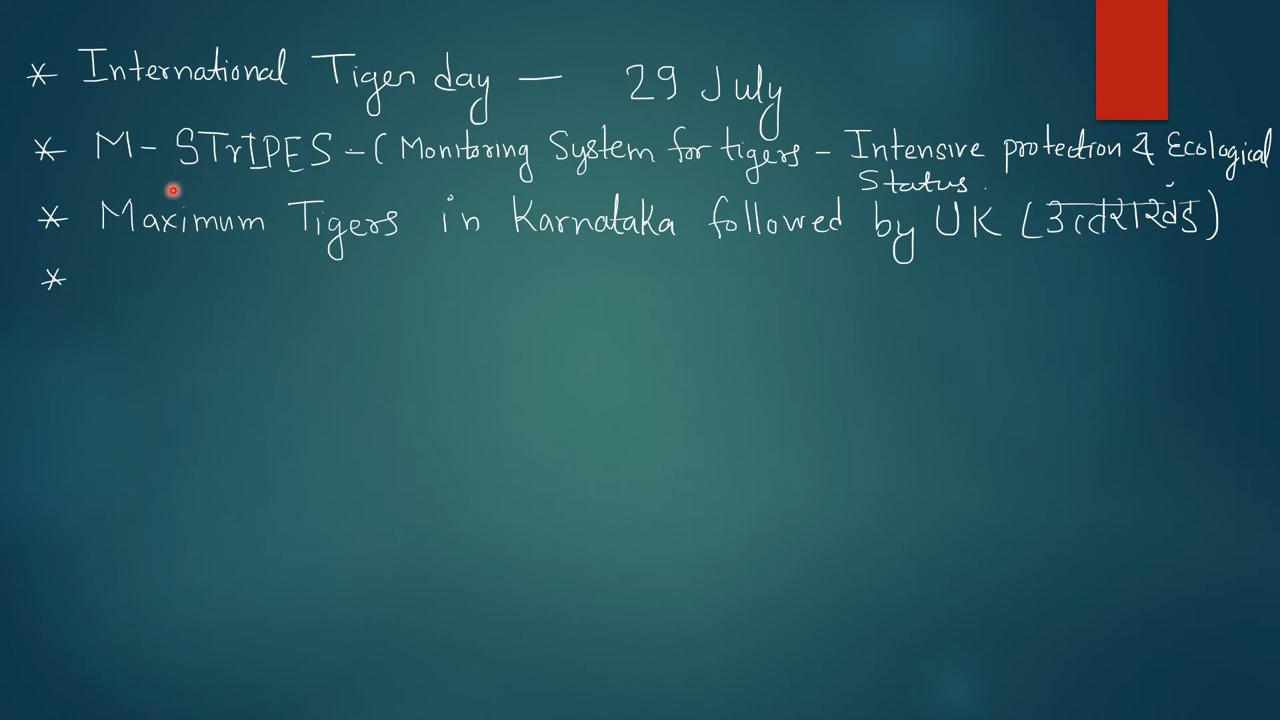 * International Tiger day — 29 July
* M- STrIPES -( Monitoring System for tigers - Intensive protection & Ecological
Status.
* Maximum Tigers in Karnataka followed by UK (उत्तराखंड)
*